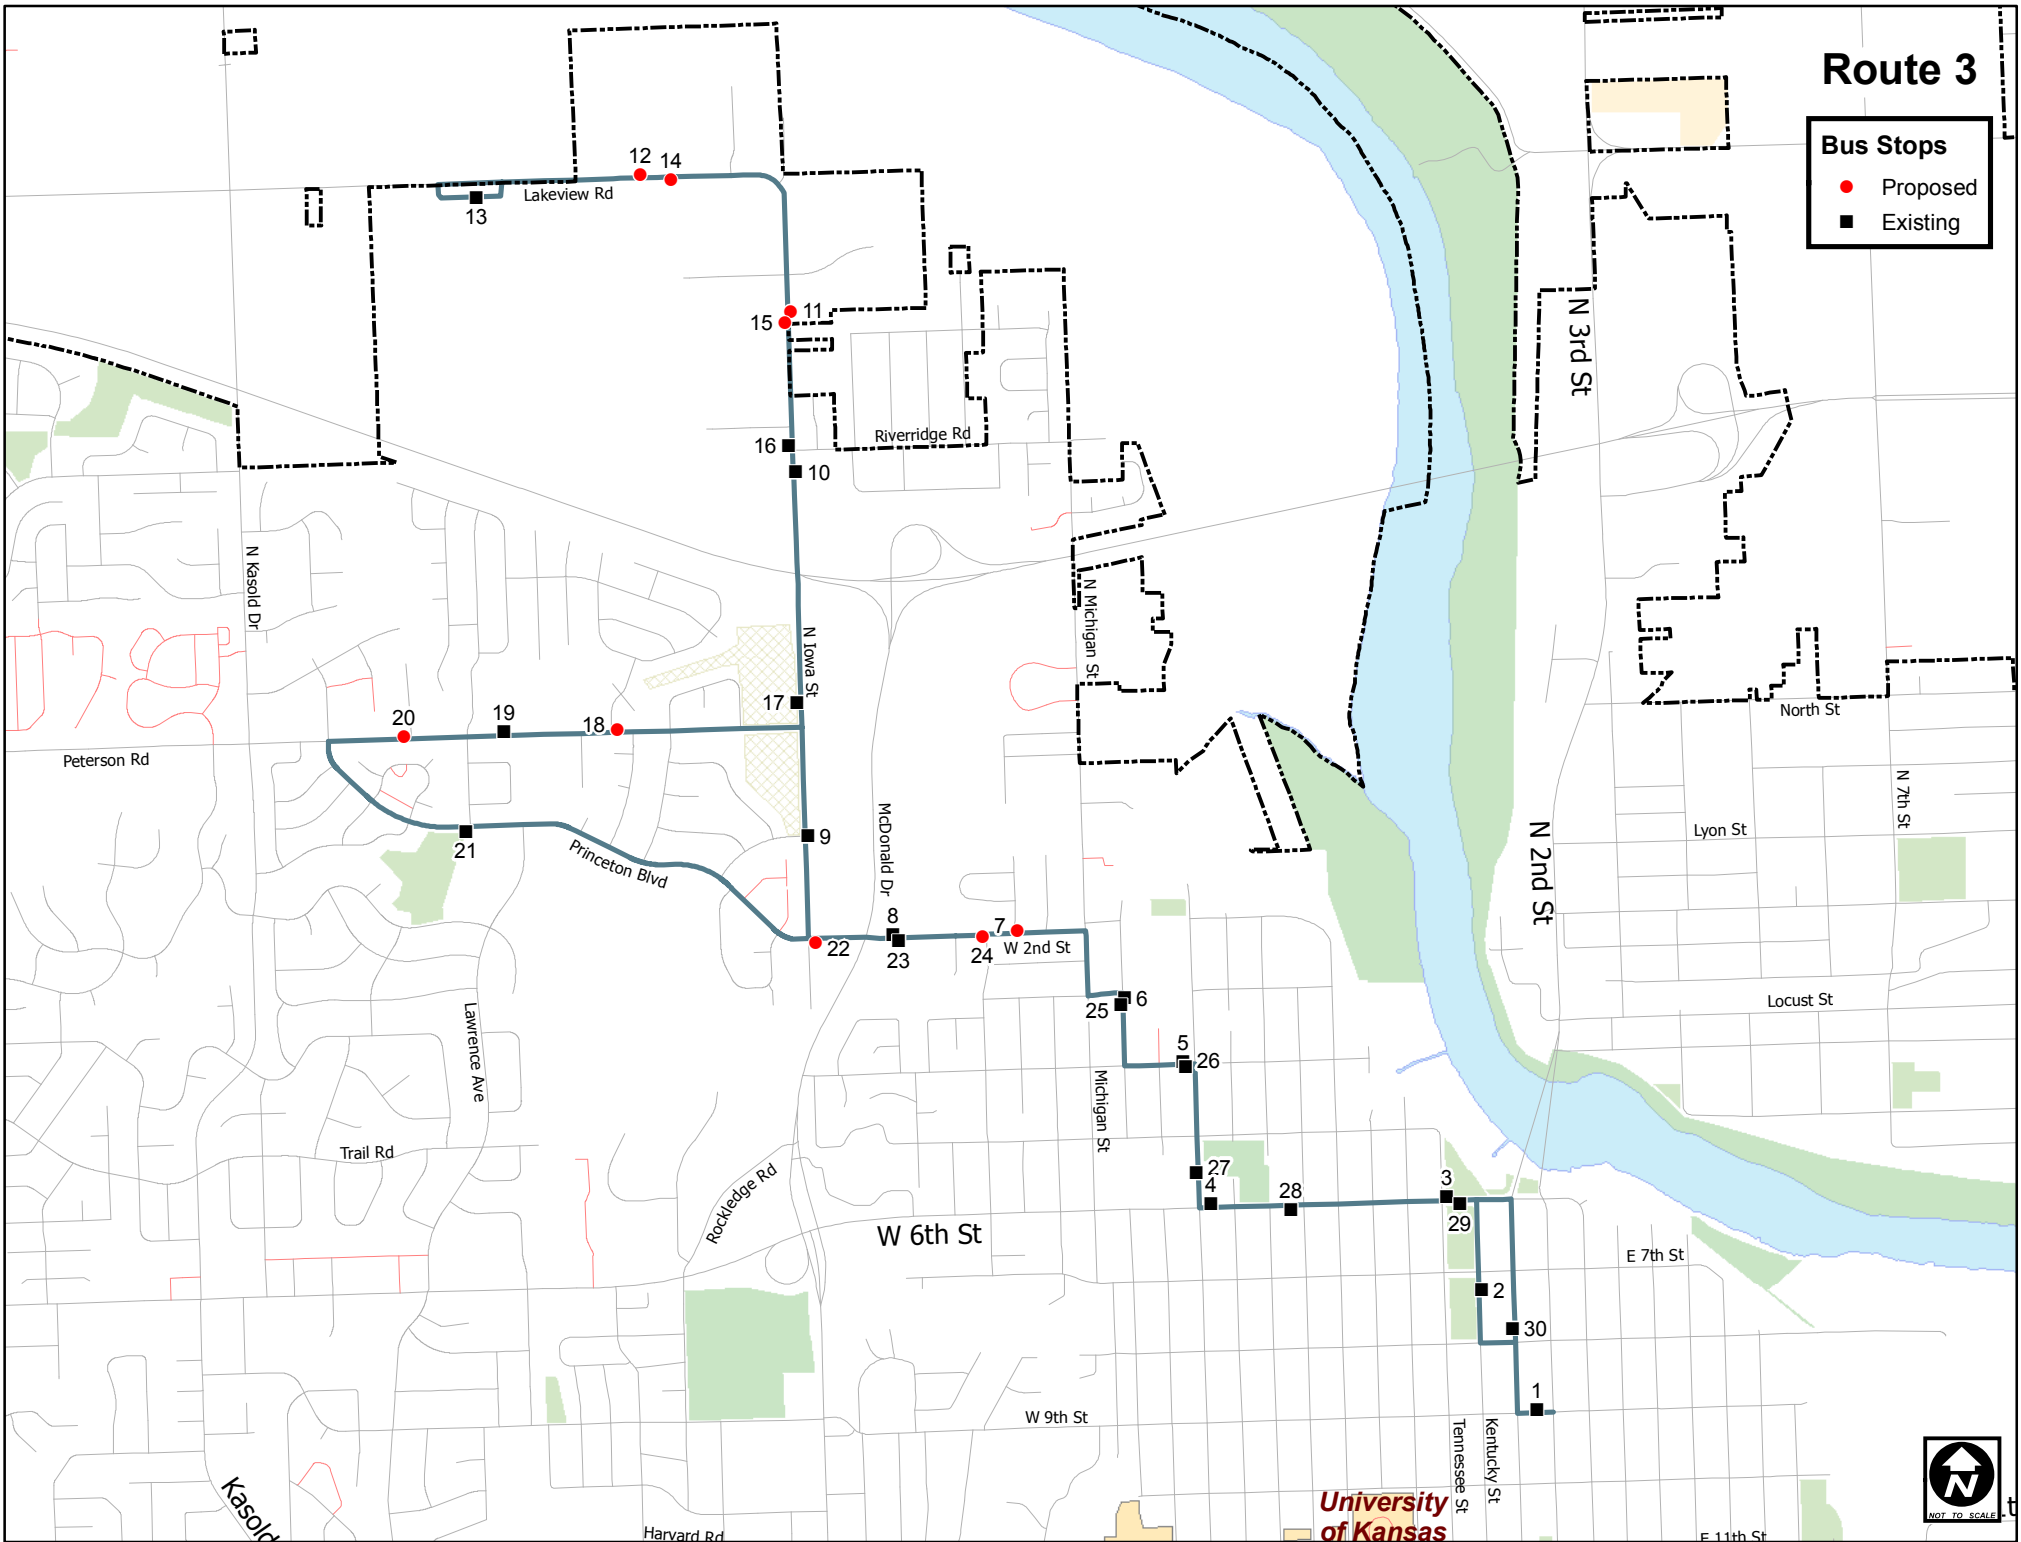 Route 3
Bus Stops
Proposed
Existing
12
14
13
Lakeview Rd
11
15
N 3rd St
16
Riverridge Rd
10
N Kasold Dr
N Michigan St
N Iowa St
17
20
19
18
North St
Peterson Rd
N 7th St
McDonald Dr
Lyon St
9
21
Princeton Blvd
N 2nd St
8
7
22
23
24
W 2nd St
6
25
Locust St
Lawrence Ave
5
26
Michigan St
Trail Rd
27
4
28
3
29
Rockledge Rd
W 6th St
E 7th St
2
30
1
W 9th St
Tennessee St
Kentucky St
Kasold
University
of Kansas
Harvard Rd
E 11th St
N
NOT TO SCALE
t